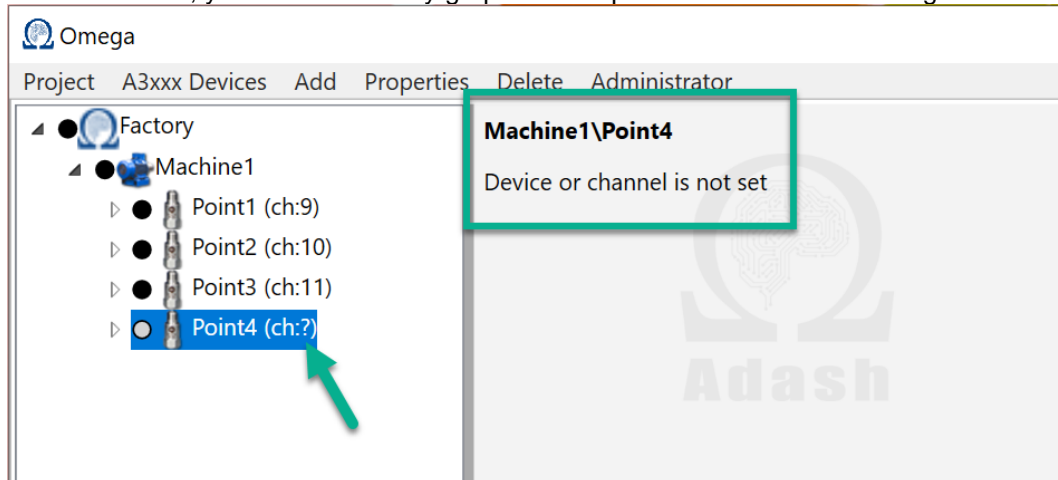 Omega
Project A3xxx Devices Add Properties Delete Administrator
Factory
Machine1
Point1 (ch:9)
Point2 (ch:10)
Point3 (ch:11)
Point4 (ch:?)
Machine1\Point4
Device or channel is not set
Adash